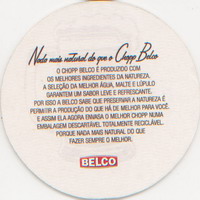 Nada mais natural do que o Chopp Belco
O CHOPP BELCO É PRODUZIDO COM
OS MELHORES INGREDIENTES DA NATUREZA.
A SELEÇÃO DA MELHOR ÁGUA, MALTE E LÚPULO
GARANTEM UM SABOR LEVE E REFRESCANTE.
POR ISSO A BELCO SABE QUE PRESERVAR A NATUREZA É
PERMITIR A PRODUÇÃO DO QUE HÁ DE MELHOR PARA VOCÊ.
E ASSIM ELA AGORA ENVASA O MELHOR CHOPP NUMA
EMBALAGEM DESCARTÁVEL TOTALMENTE RECICLÁVEL.
PORQUE NADA MAIS NATURAL DO QUE
FAZER SEMPRE O MELHOR.
BELCO